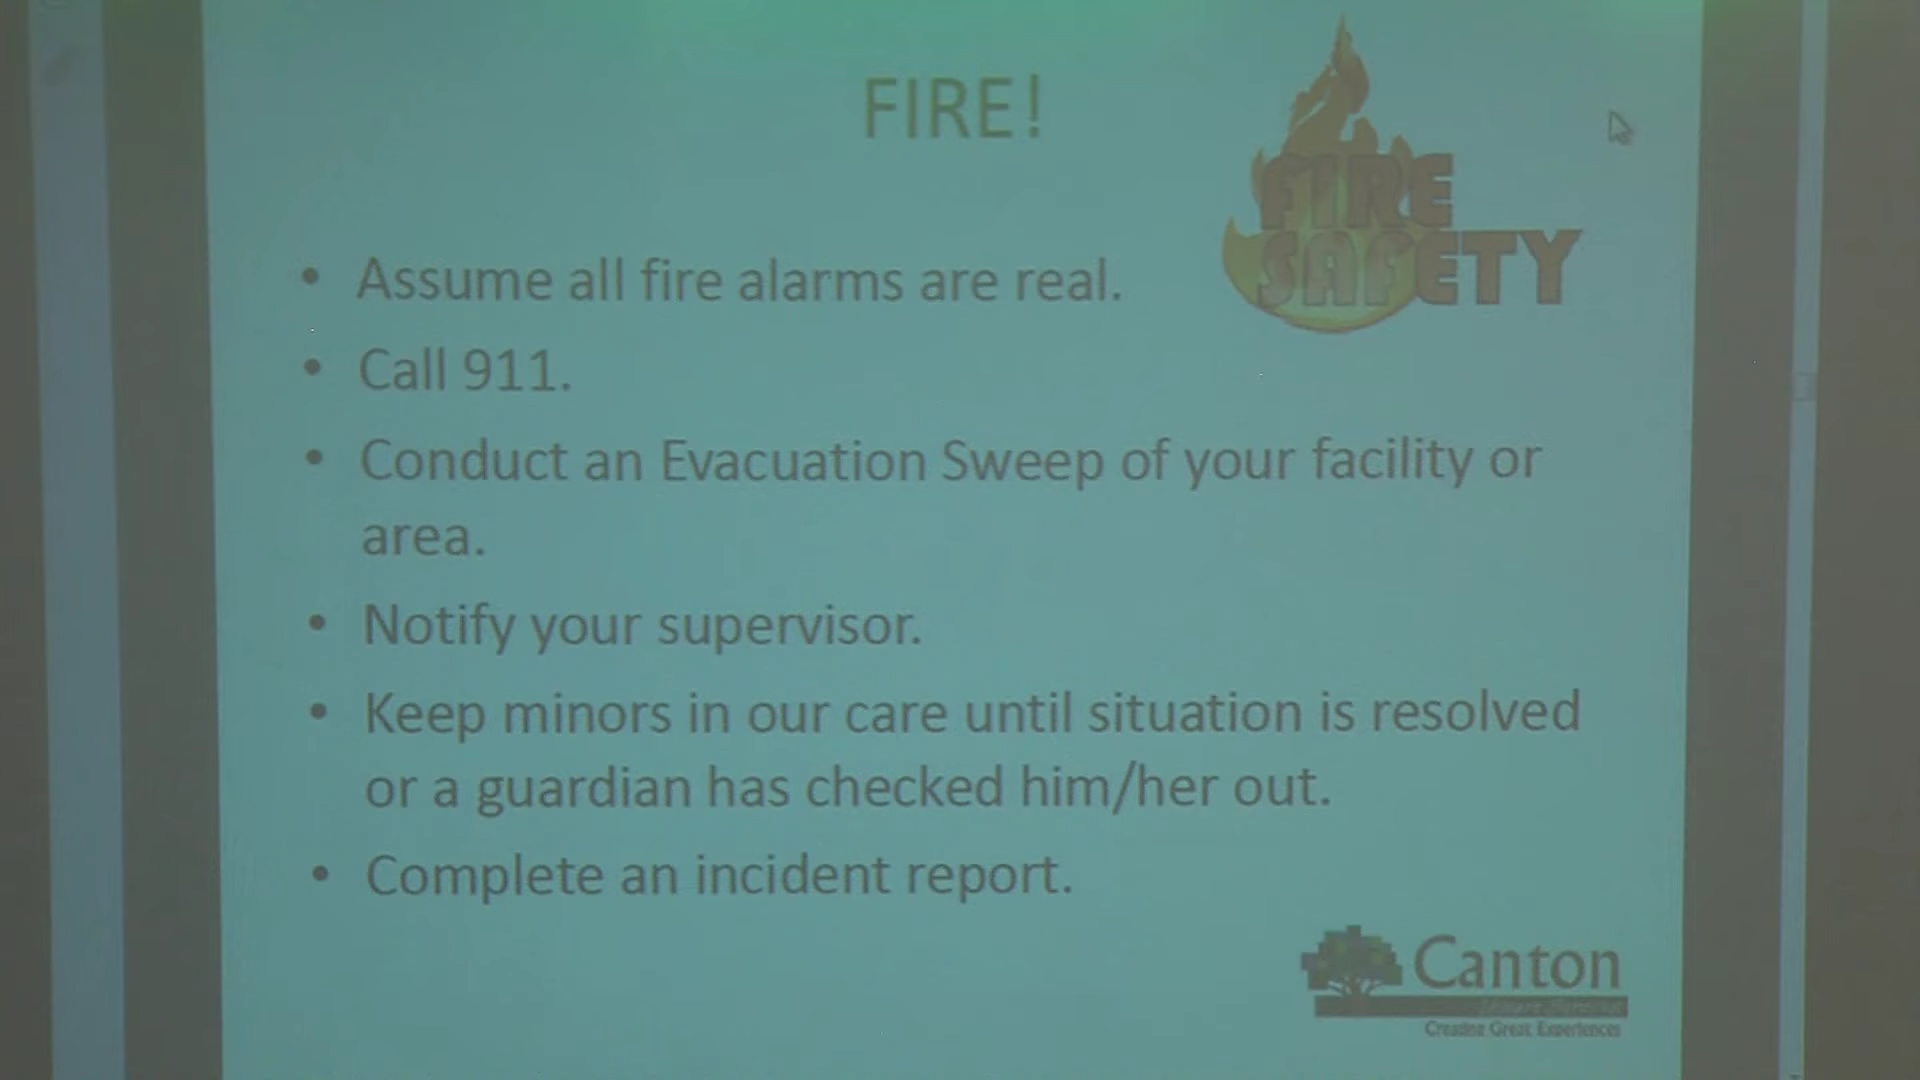 FIRE!
FIRE
SAFETY
• Assume all fire alarms are real.
• Call 911.
• Conduct an Evacuation Sweep of your facility or
area.
• Notify your supervisor.
• Keep minors in our care until situation is resolved
or a guardian has checked him/her out.
• Complete an incident report.
Canton
Leisure Services
Creating Great Experiences